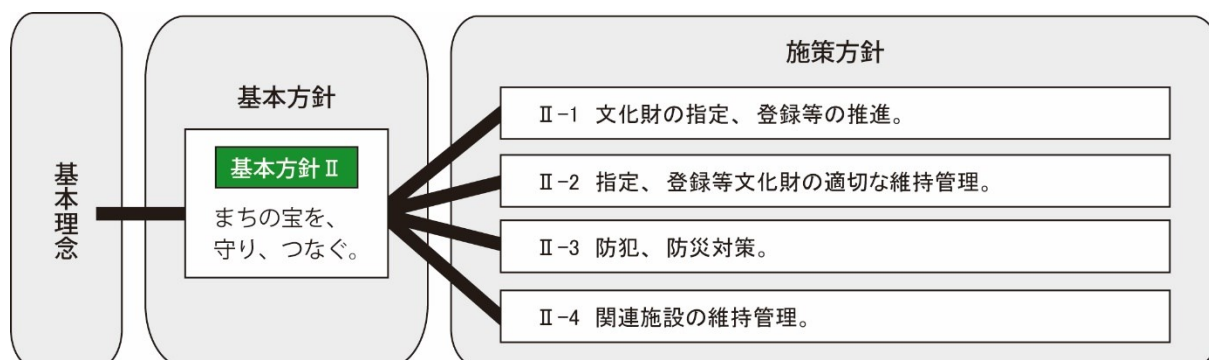 基本理念
基本方針
基本方針Ⅱ
まちの宝を、
守り、つなぐ。
施策方針
Ⅱ-1 文化財の指定、登録等の推進。
Ⅱ-2 指定、登録等文化財の適切な維持管理。
Ⅱ-3 防犯、防災対策。
Ⅱ-4 関連施設の維持管理。